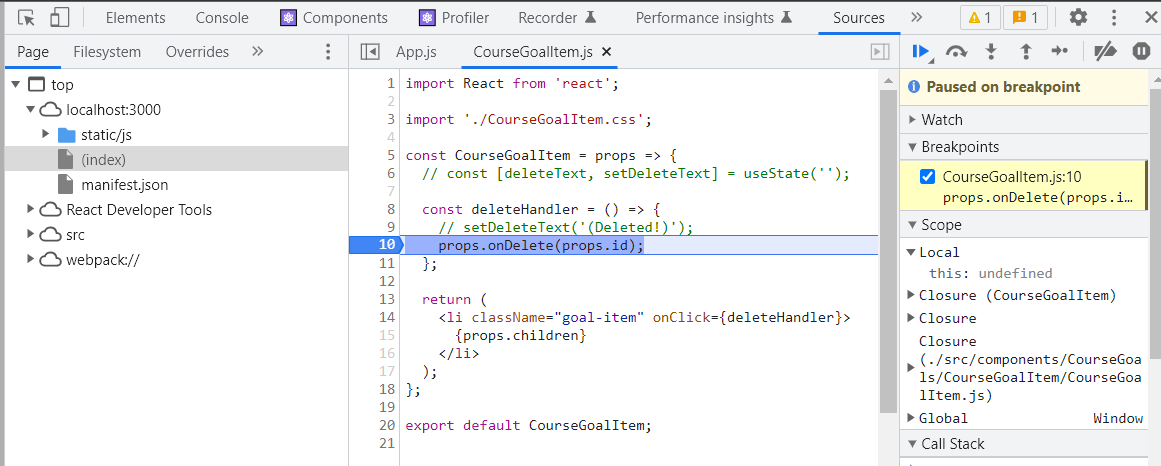 Elements Console Components Profiler Recorder Performance insights Sources » 1 1
Page Filesystem Overrides »
top
localhost:3000
static/js
(index)
manifest.json
React Developer Tools
src
webpack://
App.js CourseGoalItem.js ×
1 import React from 'react';
2
3 import './CourseGoalItem.css';
4
5 const CourseGoalItem = props => {
6 // const [deleteText, setDeleteText] = useState('');
7
8 const deleteHandler = () => {
9 // setDeleteText('(Deleted!)');
10 props.onDelete(props.id);
11 };
12
13 return (
14 <li className="goal-item" onClick={deleteHandler}>
15 {props.children}
16 </li>
17 );
18 };
19
20 export default CourseGoalItem;
21
Paused on breakpoint
Watch
Breakpoints
CourseGoalItem.js:10
props.onDelete(props.i…
Scope
Local
this: undefined
Closure (CourseGoalItem)
Closure
Closure
(./src/components/CourseGoa
ls/CourseGoalItem/CourseGoa
lItem.js)
Global Window
Call Stack